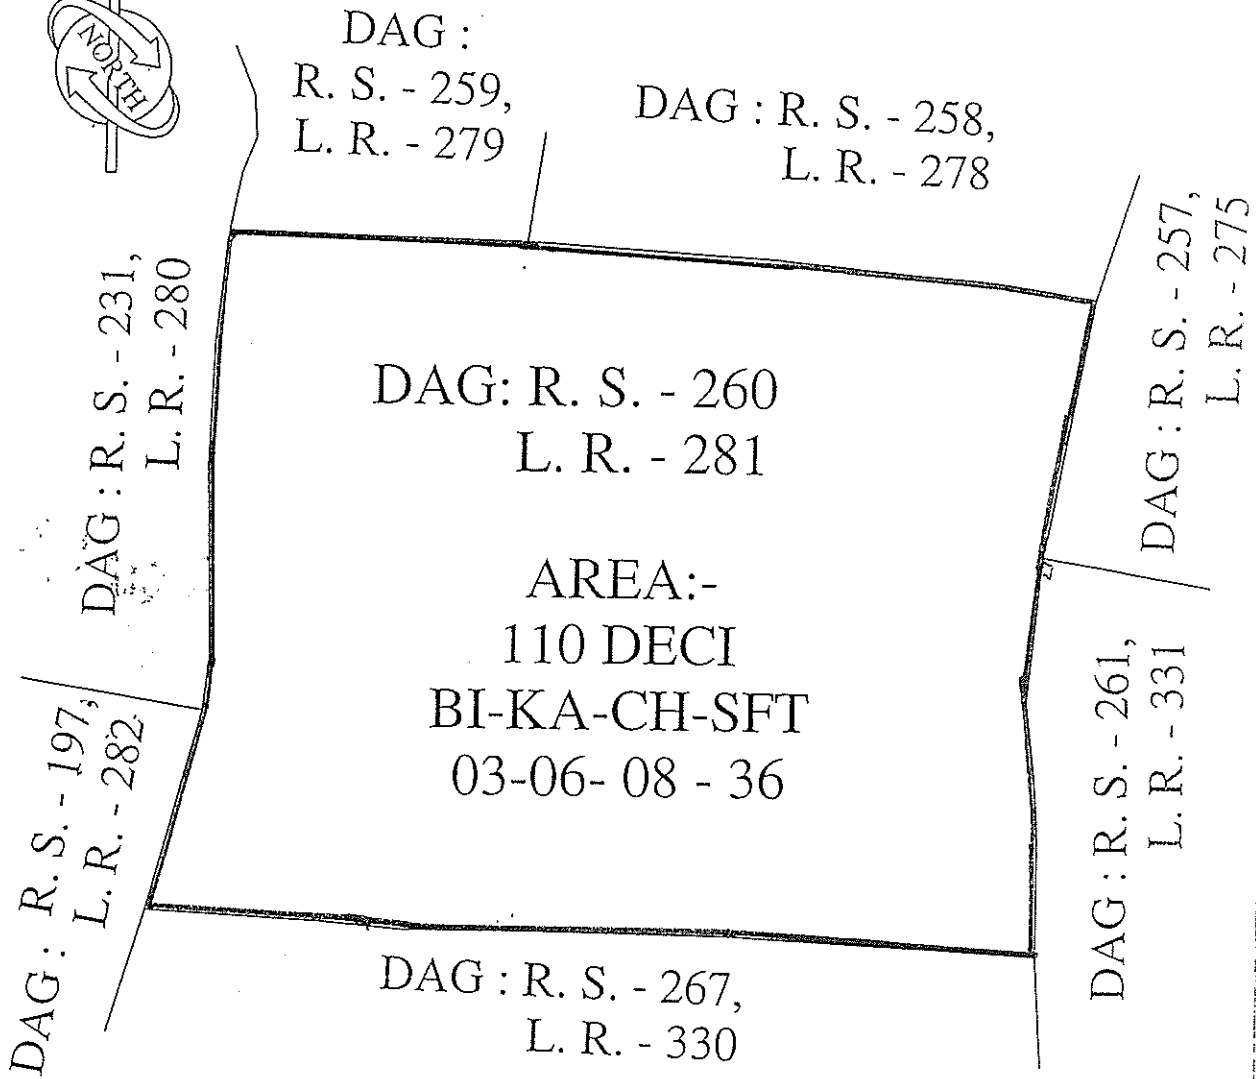 NORTH
DAG :
R. S. - 259,
L. R. - 279
DAG : R. S. - 258,
L. R. - 278
DAG : R. S. - 257,
L. R. - 275
DAG : R. S. - 231,
L. R. - 280
DAG: R. S. - 260
L. R. - 281
AREA:-
110 DECI
BI-KA-CH-SFT
03-06- 08 - 36
DAG : R. S. - 261,
L. R. - 331
DAG : R. S. - 197,
L. R. - 282
DAG : R. S. - 267,
L. R. - 330